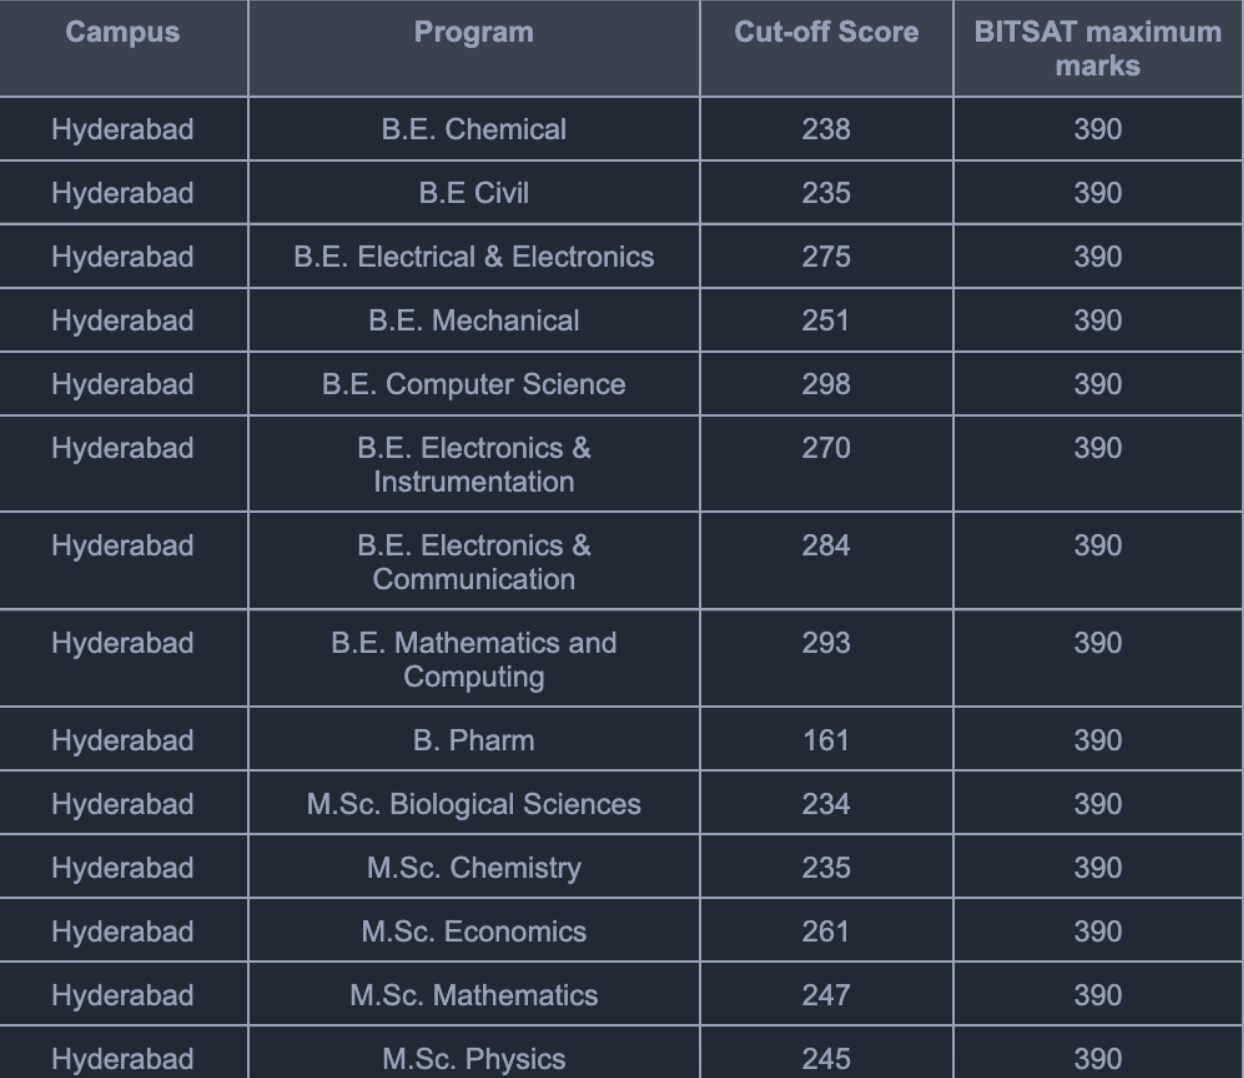 Campus Program Cut-off Score BITSAT maximum
marks
Hyderabad B.E. Chemical 238 390
Hyderabad B.E Civil 235 390
Hyderabad B.E. Electrical & Electronics 275 390
Hyderabad B.E. Mechanical 251 390
Hyderabad B.E. Computer Science 298 390
Hyderabad B.E. Electronics & 270 390
Instrumentation
Hyderabad B.E. Electronics & 284 390
Communication
Hyderabad B.E. Mathematics and 293 390
Computing
Hyderabad B. Pharm 161 390
Hyderabad M.Sc. Biological Sciences 234 390
Hyderabad M.Sc. Chemistry 235 390
Hyderabad M.Sc. Economics 261 390
Hyderabad M.Sc. Mathematics 247 390
Hyderabad M.Sc. Physics 245 390